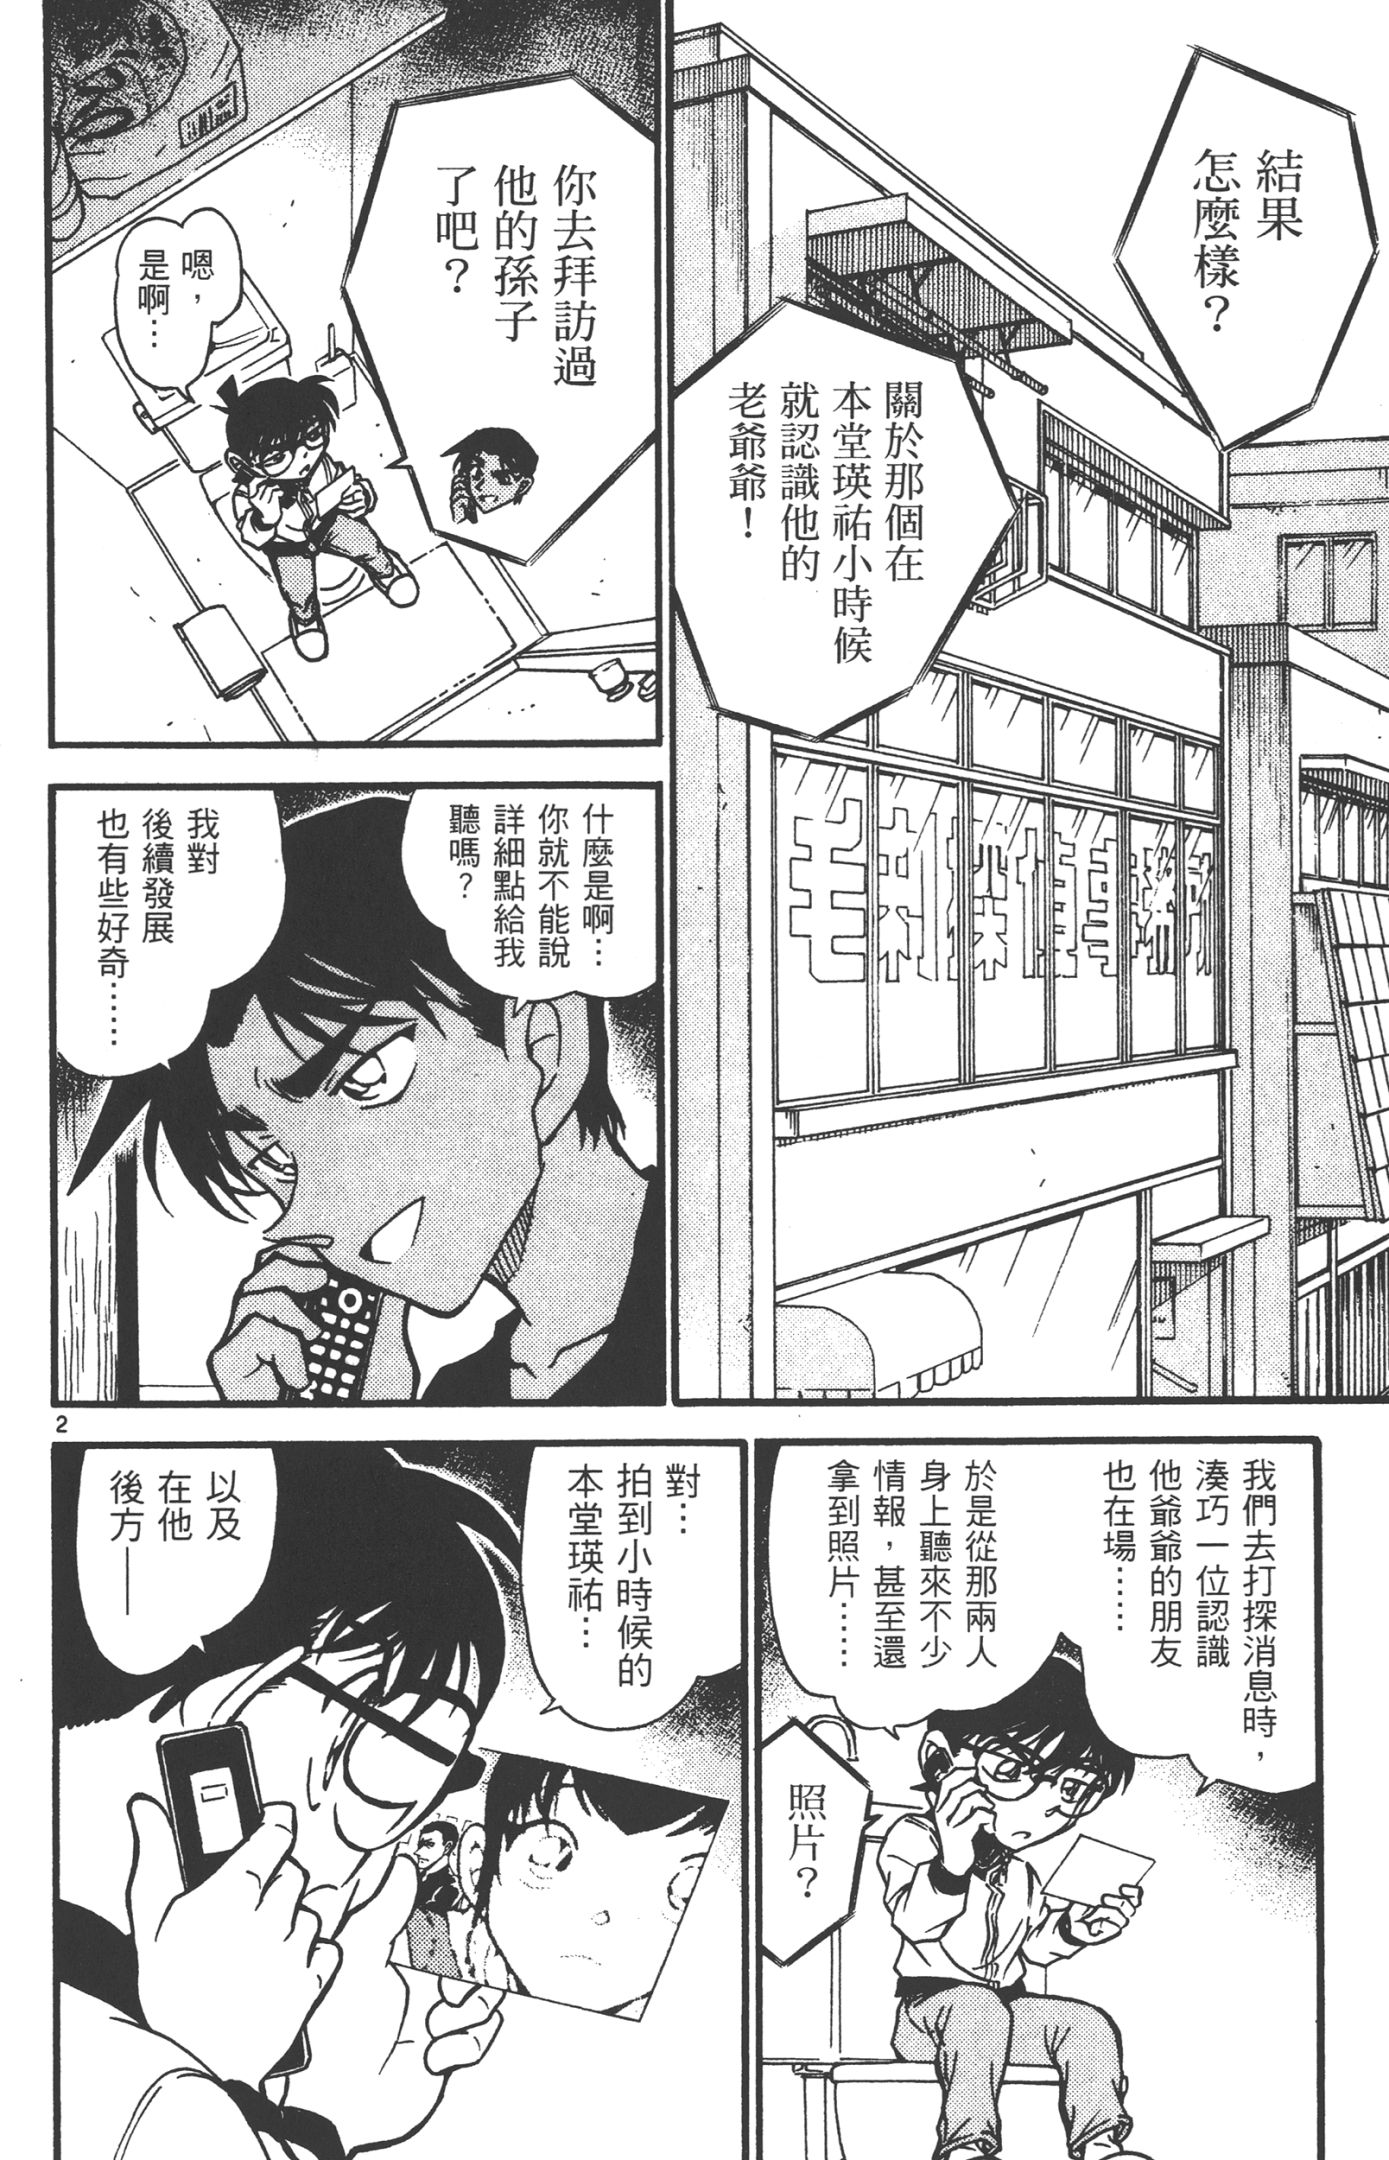 結果
怎麼樣？
關於那個在
本堂瑛祐小時候
就認識他的
老爺爺！
毛利偵探事務所
你去拜訪過
他的孫子
了吧？
嗯，
是啊…
什麼是啊…
你就不能說
詳細點給我
聽嗎？
我對
後續發展
也有些好奇……
2
我們去打探消息時，
湊巧一位認識
他爺爺的朋友
也在場……
於是從那兩人
身上聽來不少
情報，甚至還
拿到照片……
照片？
對…
拍到小時候的
本堂瑛祐…
以及
在他
後方——